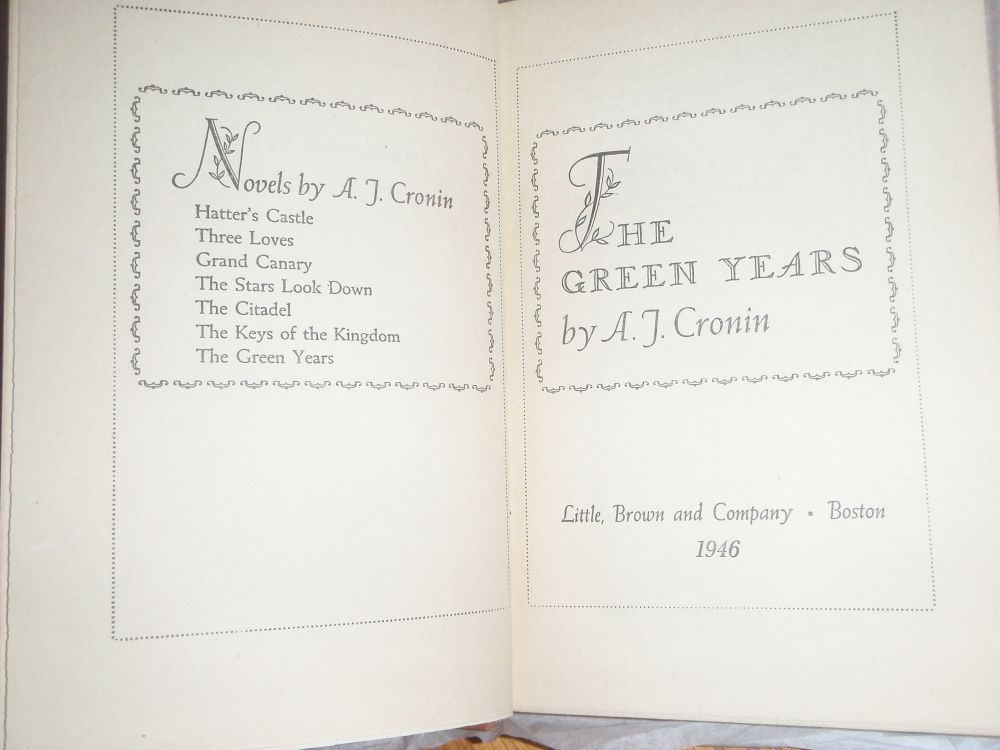 Novels by A. J. Cronin
Hatter's Castle
Three Loves
Grand Canary
The Stars Look Down
The Citadel
The Keys of the Kingdom
The Green Years
THE
GREEN YEARS
by A. J. Cronin
Little, Brown and Company • Boston
1946